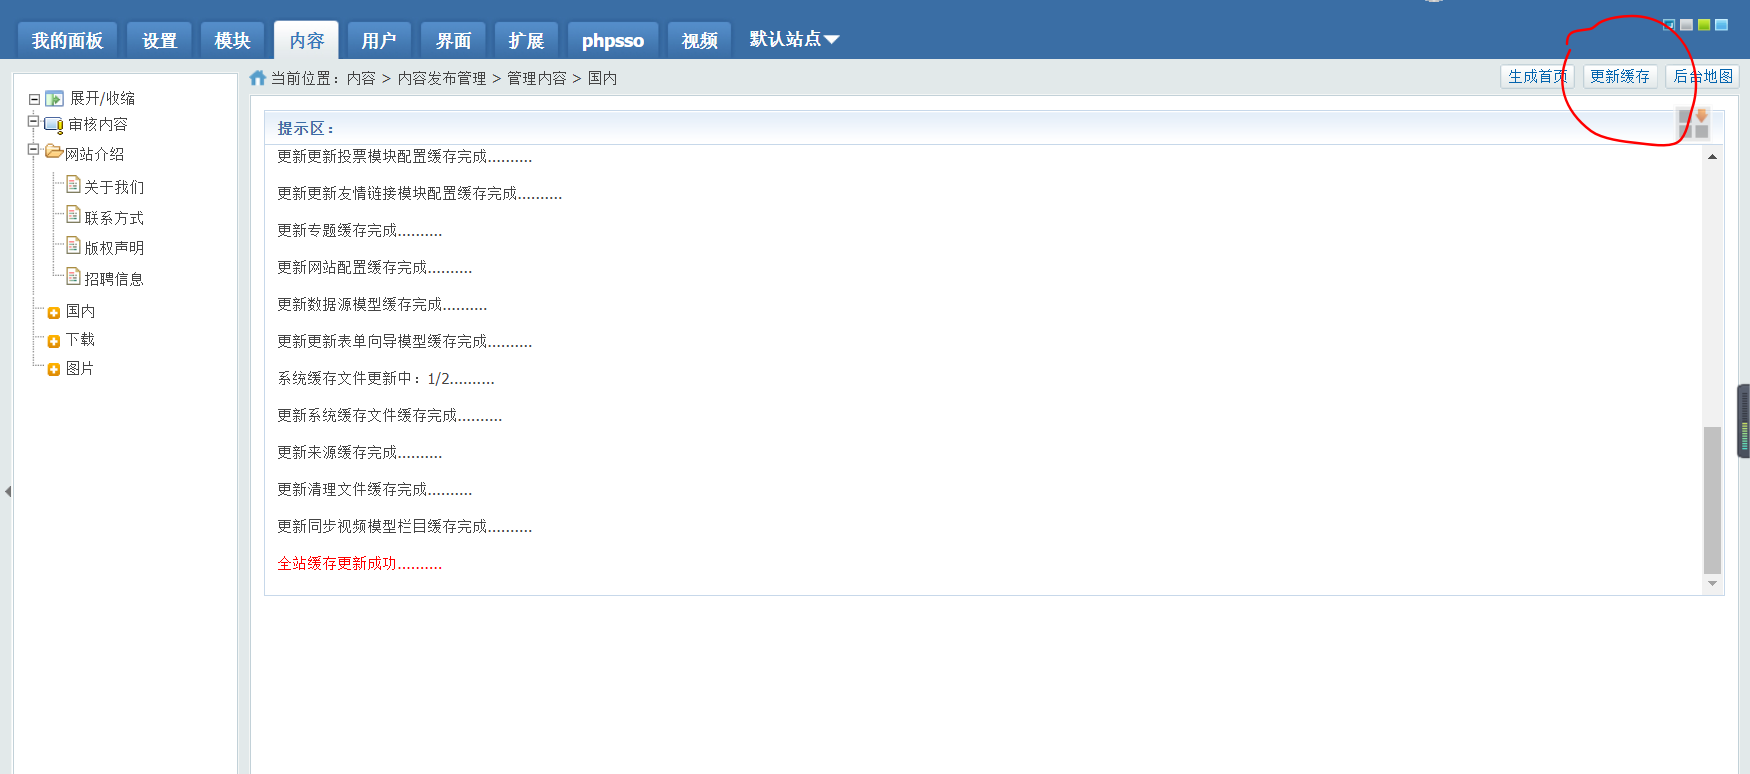 我的面板 设置 模块 内容 用户 界面 扩展 phpsso 视频 默认站点
当前位置：内容 > 内容发布管理 > 管理内容 > 国内
生成首页 更新缓存 后台地图
展开/收缩
审核内容
网站介绍
关于我们
联系方式
版权声明
招聘信息
国内
下载
图片
提示区：
更新更新投票模块配置缓存完成..........
更新更新友情链接模块配置缓存完成..........
更新专题缓存完成..........
更新网站配置缓存完成..........
更新数据源模型缓存完成..........
更新更新表单向导模型缓存完成..........
系统缓存文件更新中：1/2..........
更新系统缓存文件缓存完成..........
更新来源缓存完成..........
更新清理文件缓存完成..........
更新同步视频模型栏目缓存完成..........
全站缓存更新成功..........